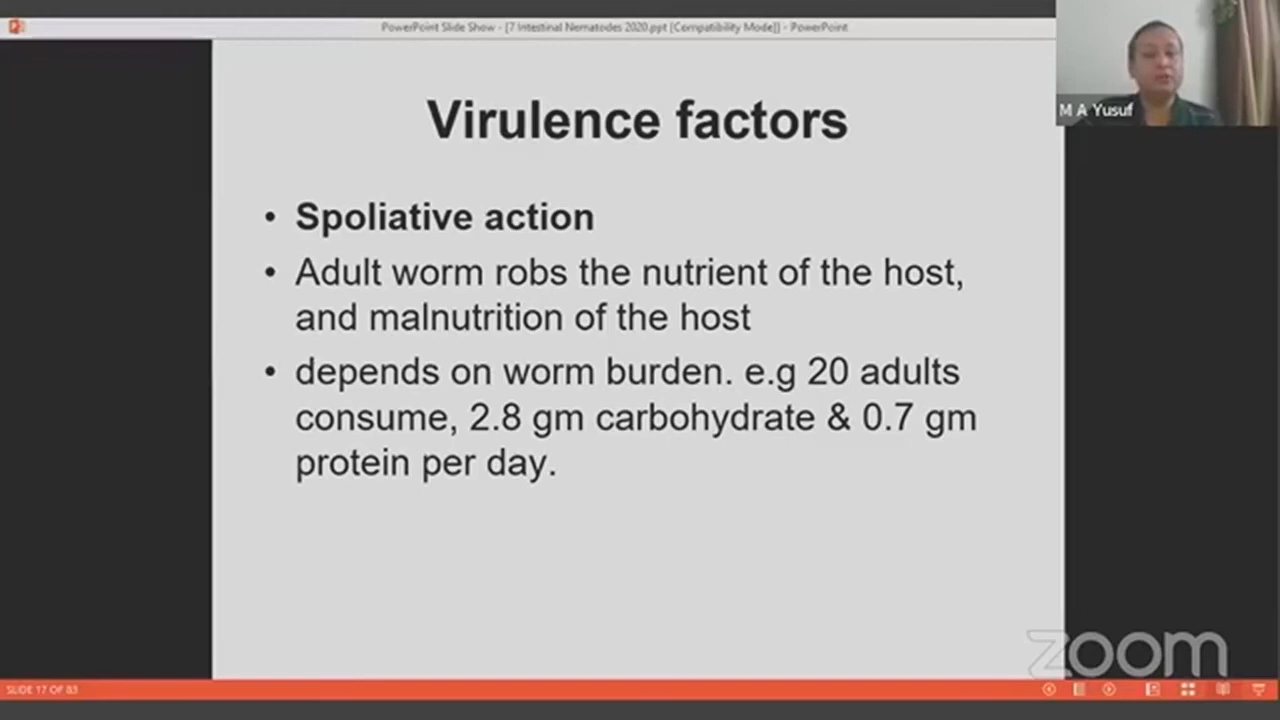 PowerPoint Slide Show - [7 Intestinal Nematodes 2020.ppt [Compatibility Mode]] - PowerPoint
M A Yusuf
Virulence factors
• Spoliative action
• Adult worm robs the nutrient of the host,
and malnutrition of the host
• depends on worm burden. e.g 20 adults
consume, 2.8 gm carbohydrate & 0.7 gm
protein per day.
zoom
SLIDE 17 OF 83